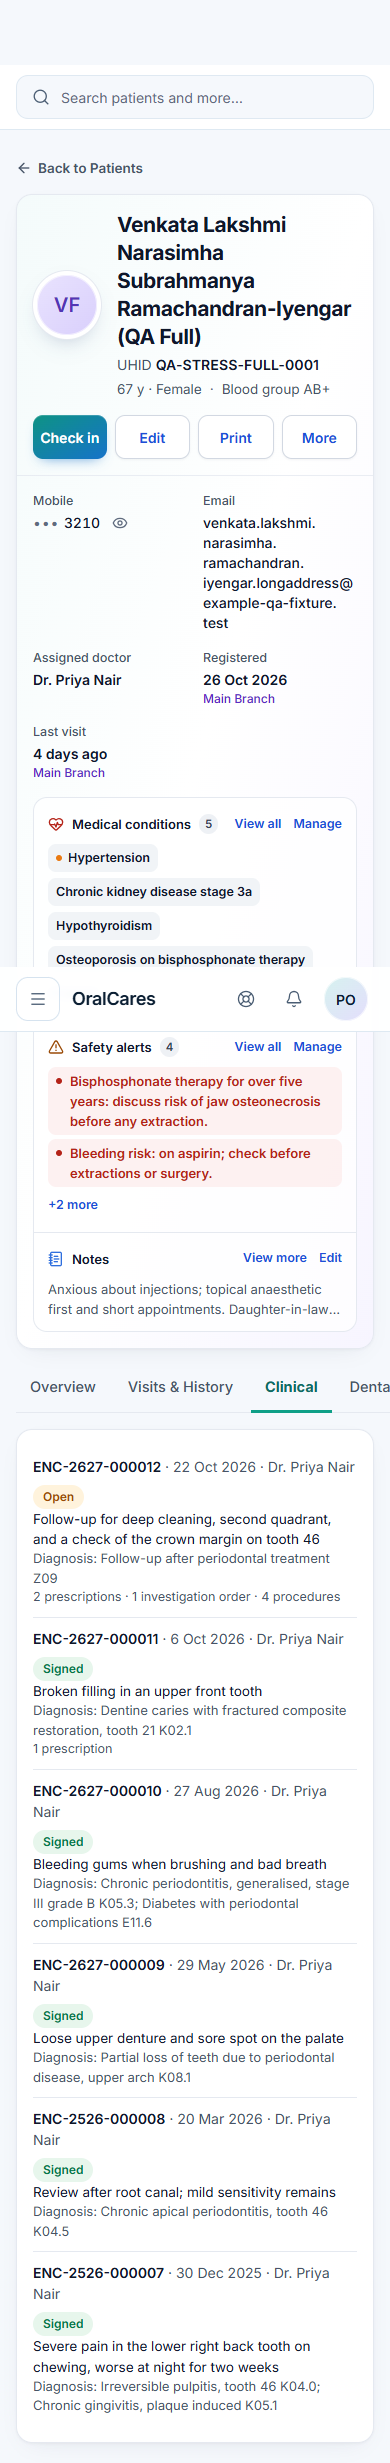 Search patients and more...
Back to Patients
VF
Venkata Lakshmi
Narasimha
Subrahmanya
Ramachandran-Iyengar
(QA Full)
UHID QA-STRESS-FULL-0001
67 y · Female · Blood group AB+
Check in
Edit
Print
More
Mobile
••• 3210
Email
venkata.lakshmi.
narasimha.
ramachandran.
iyengar.longaddress@
example-qa-fixture.
test
Assigned doctor
Dr. Priya Nair
Registered
26 Oct 2026
Main Branch
Last visit
4 days ago
Main Branch
Medical conditions 5 View all Manage
Hypertension
Chronic kidney disease stage 3a
Hypothyroidism
Osteoporosis on bisphosphonate therapy
OralCares
PO
Safety alerts 4 View all Manage
Bisphosphonate therapy for over five
years: discuss risk of jaw osteonecrosis
before any extraction.
Bleeding risk: on aspirin; check before
extractions or surgery.
+2 more
Notes View more Edit
Anxious about injections; topical anaesthetic
first and short appointments. Daughter-in-law...
Overview Visits & History Clinical Denta
ENC-2627-000012 · 22 Oct 2026 · Dr. Priya Nair
Open
Follow-up for deep cleaning, second quadrant,
and a check of the crown margin on tooth 46
Diagnosis: Follow-up after periodontal treatment
Z09
2 prescriptions · 1 investigation order · 4 procedures
ENC-2627-000011 · 6 Oct 2026 · Dr. Priya Nair
Signed
Broken filling in an upper front tooth
Diagnosis: Dentine caries with fractured composite
restoration, tooth 21 K02.1
1 prescription
ENC-2627-000010 · 27 Aug 2026 · Dr. Priya
Nair
Signed
Bleeding gums when brushing and bad breath
Diagnosis: Chronic periodontitis, generalised, stage
III grade B K05.3; Diabetes with periodontal
complications E11.6
ENC-2627-000009 · 29 May 2026 · Dr. Priya
Nair
Signed
Loose upper denture and sore spot on the palate
Diagnosis: Partial loss of teeth due to periodontal
disease, upper arch K08.1
ENC-2526-000008 · 20 Mar 2026 · Dr. Priya
Nair
Signed
Review after root canal; mild sensitivity remains
Diagnosis: Chronic apical periodontitis, tooth 46
K04.5
ENC-2526-000007 · 30 Dec 2025 · Dr. Priya
Nair
Signed
Severe pain in the lower right back tooth on
chewing, worse at night for two weeks
Diagnosis: Irreversible pulpitis, tooth 46 K04.0;
Chronic gingivitis, plaque induced K05.1